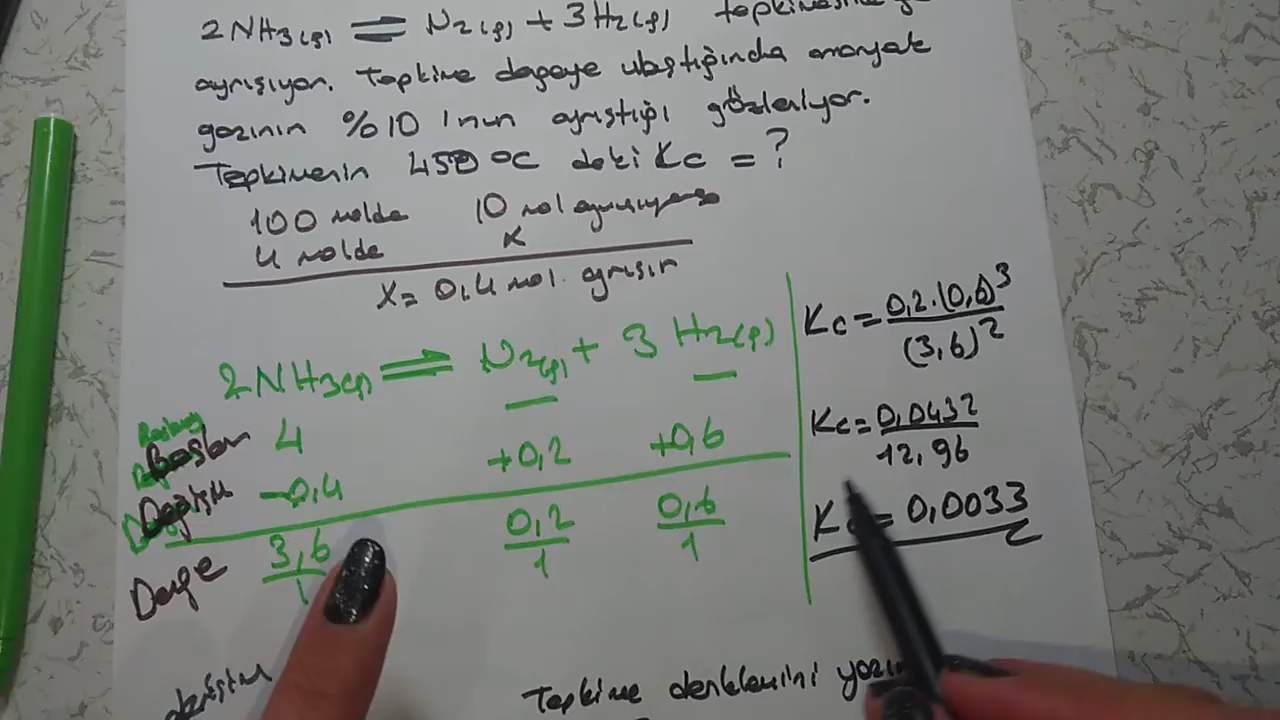 2NH3(g) ⇌ N2(g) + 3H2(g)
ayrışıyor. Tepkime dengeye ulaştığında amonyak
gazının %10 'nun ayrıştığı gözleniyor.
Tepkimenin 450 °C deki Kc = ?
100 molde 10 mol ayrışıyorsa
4 molde x
x = 0,4 mol. ayrışır
2NH3(g) ⇌ N2(g) + 3H2(g)
4 +0,2 +0,6
Değişim -0,4
Denge 3,6/1 0,2/1 0,6/1
Kc = 0,2.(0,6)³/(3,6)²
Kc = 0,0432/12,96
Kc = 0,0033
derişim
Tepkime denklemini